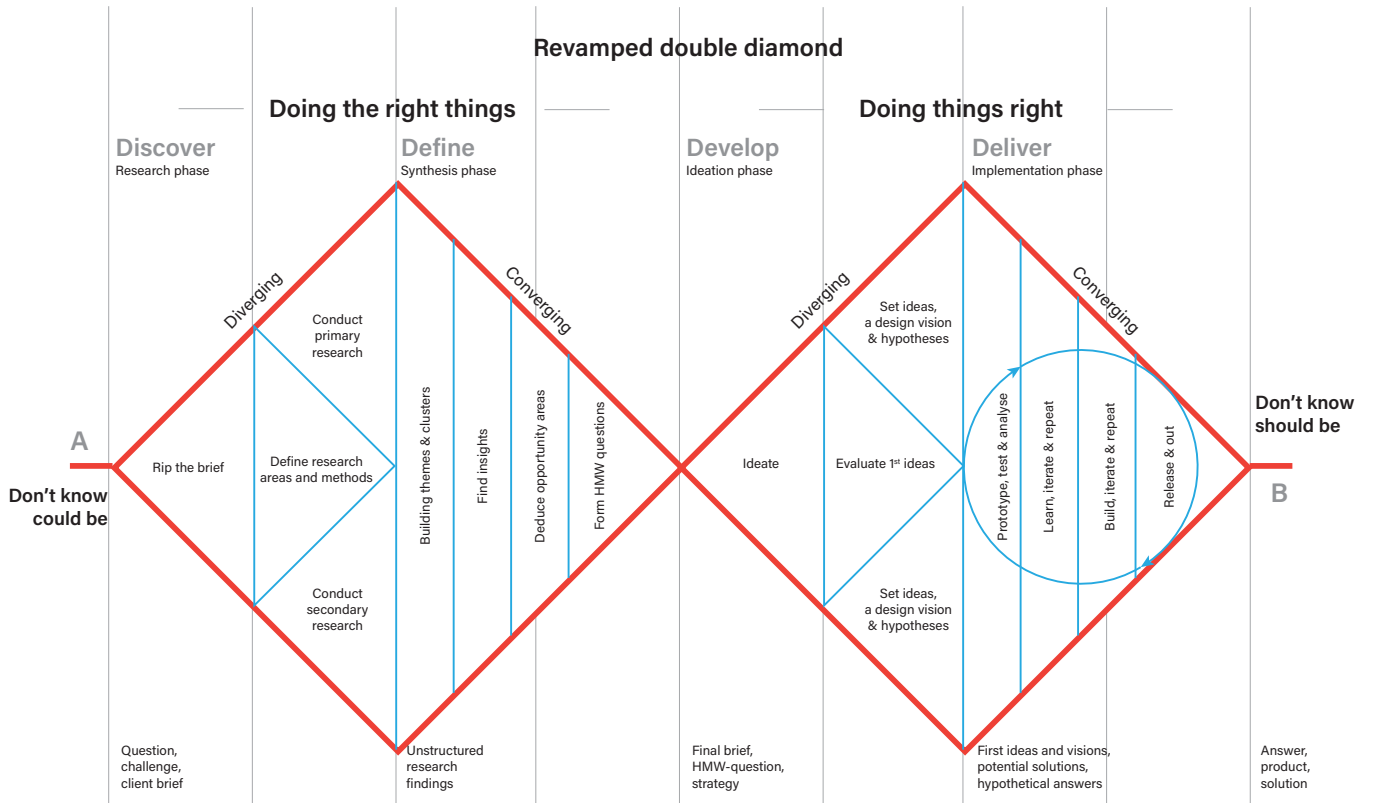 Revamped double diamond
Doing the right things
Doing things right
Discover
Research phase
Define
Synthesis phase
Develop
Ideation phase
Deliver
Implementation phase
Diverging
Converging
Diverging
Converging
A
Don't know
could be
Rip the brief
Conduct
primary
research
Define research
areas and methods
Conduct
secondary
research
Building themes & clusters
Find insights
Deduce opportunity areas
Form HMW questions
Ideate
Set ideas,
a design vision
& hypotheses
Evaluate 1st ideas
Set ideas,
a design vision
& hypotheses
Prototype, test & analyse
Learn, iterate & repeat
Build, iterate & repeat
Release & out
Don't know
should be
B
Question,
challenge,
client brief
Unstructured
research
findings
Final brief,
HMW-question,
strategy
First ideas and visions,
potential solutions,
hypothetical answers
Answer,
product,
solution